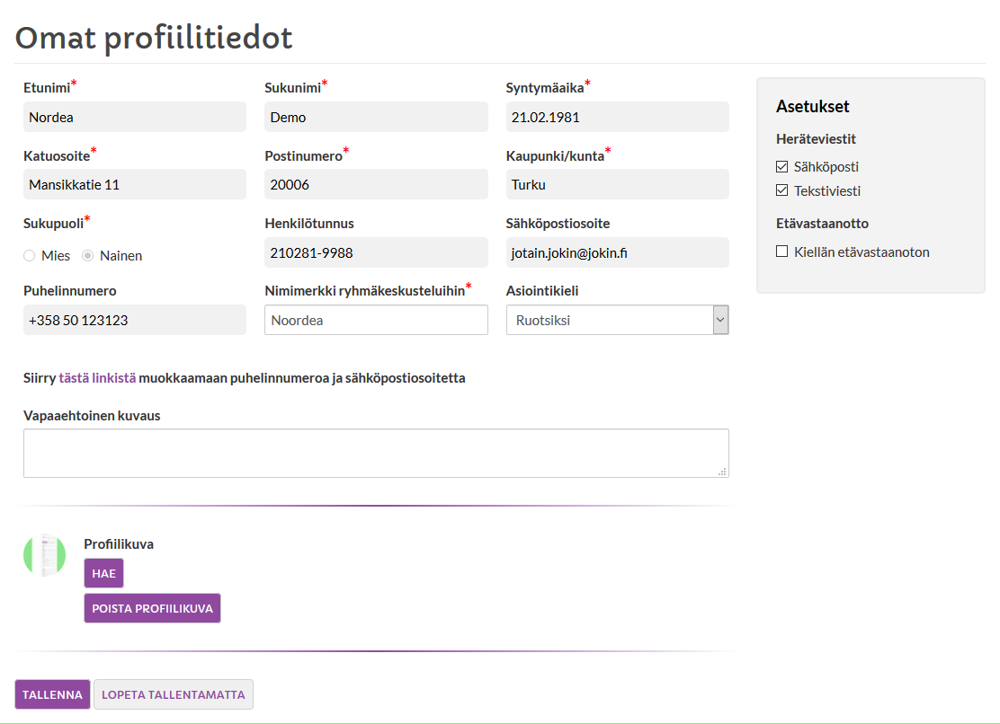 Omat profiilitiedot
Etunimi* Sukunimi* Syntymäaika*
Nordea Demo 21.02.1981
Katuosoite* Postinumero* Kaupunki/kunta*
Mansikkatie 11 20006 Turku
Sukupuoli* Henkilötunnus Sähköpostiosoite
Mies Nainen 210281-9988 jotain.jokin@jokin.fi
Puhelinnumero Nimimerkki ryhmäkeskusteluihin* Asiointikieli
+358 50 123123 Noordea Ruotsiksi
Asetukset
Heräteviestit
Sähköposti
Tekstiviesti
Etävastaanotto
Kiellän etävastaanoton
Siirry tästä linkistä muokkaamaan puhelinnumeroa ja sähköpostiosoitetta
Vapaaehtoinen kuvaus
Profiilikuva
HAE
POISTA PROFIILIKUVA
TALLENNA LOPETA TALLENTAMATTA